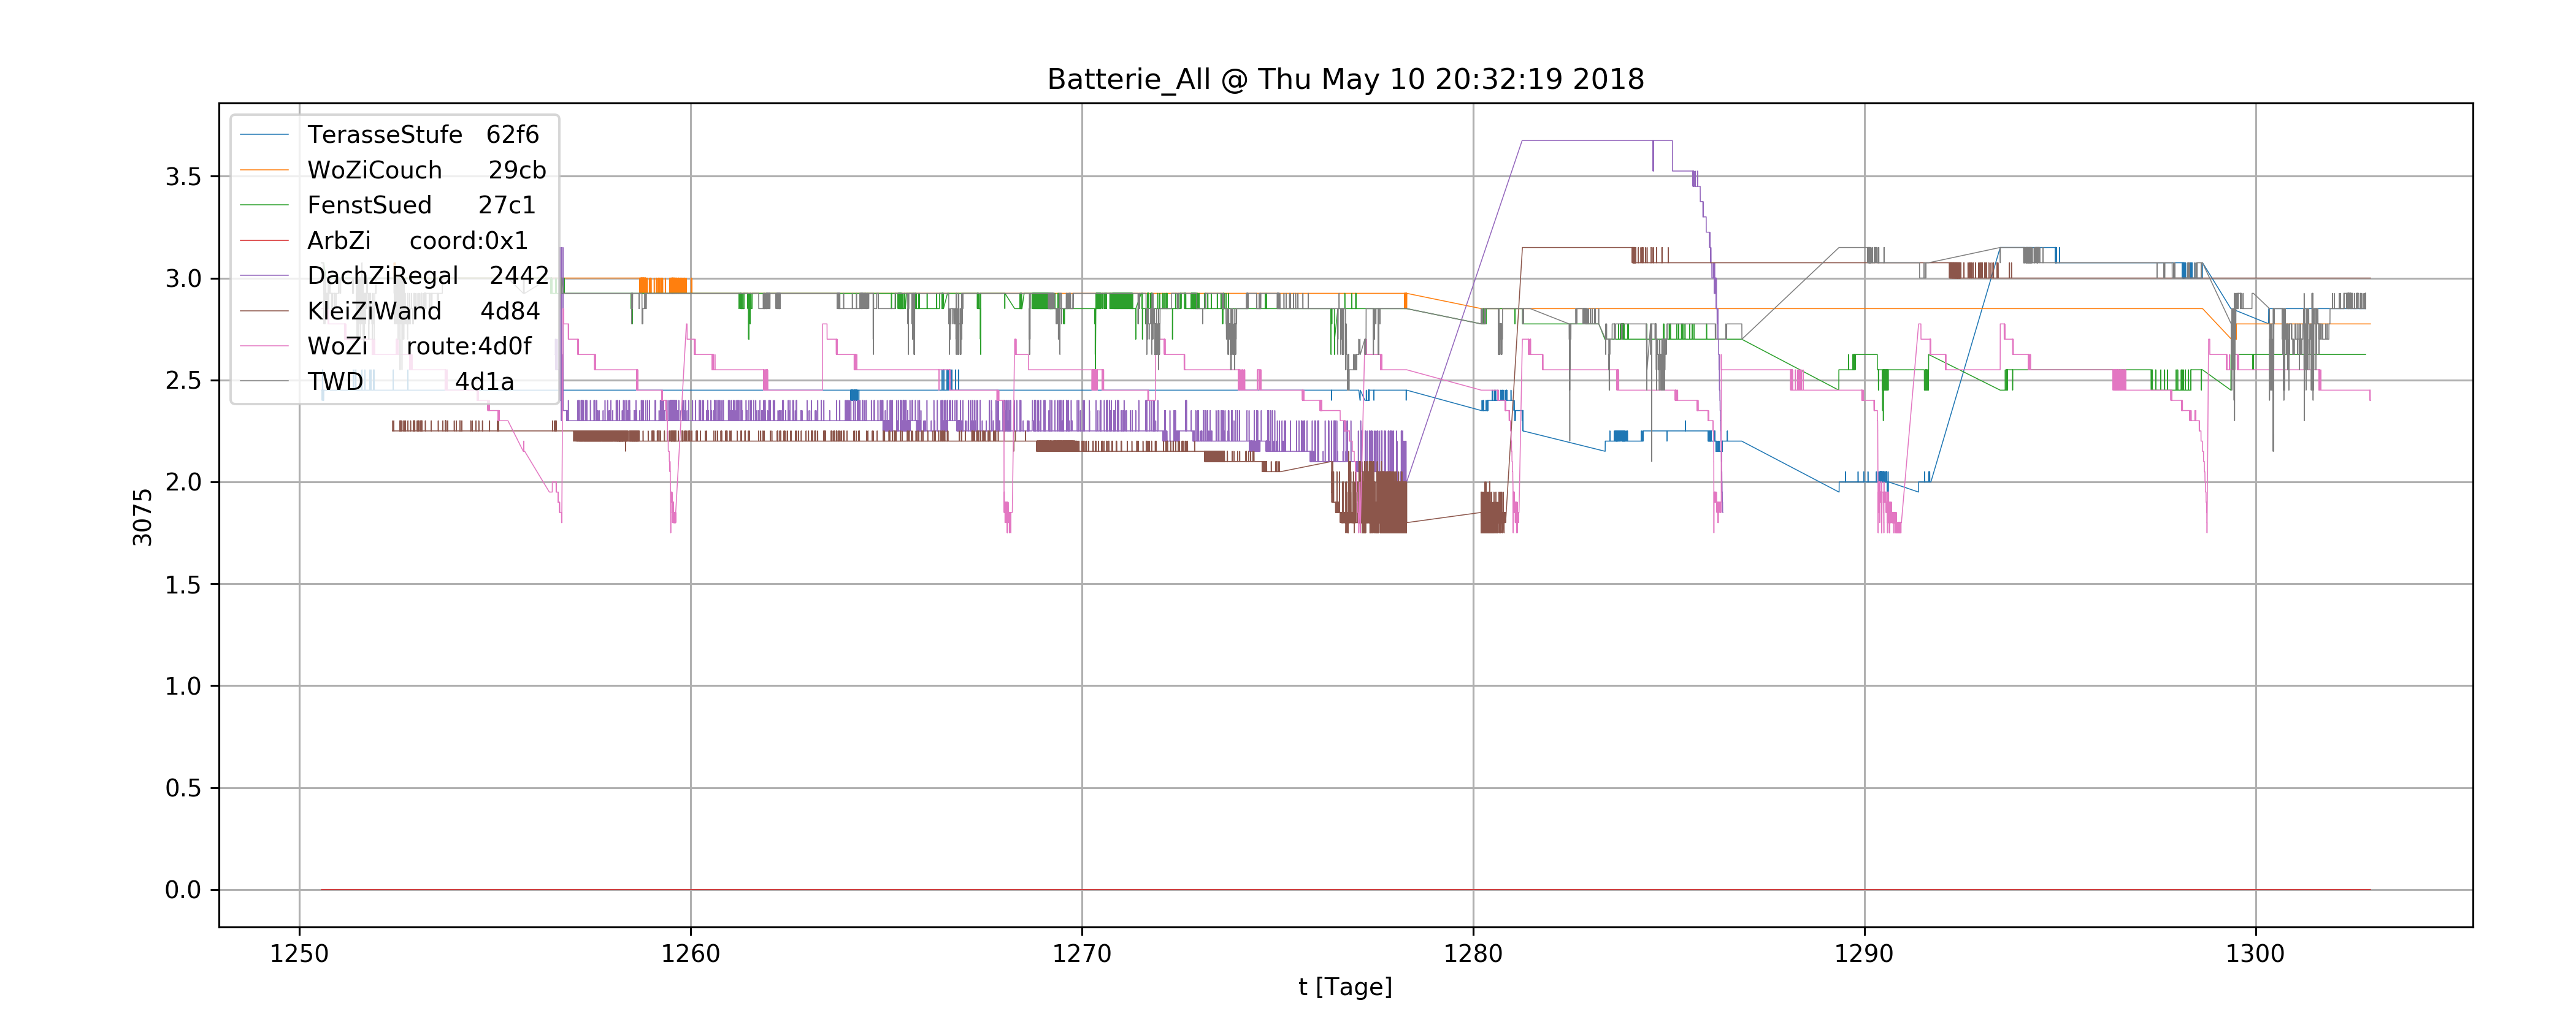 Batterie_All @ Thu May 10 20:32:19 2018
TerasseStufe 62f6
WoZiCouch 29cb
FenstSued 27c1
ArbZi coord:0x1
DachZiRegal 2442
KleiZiWand 4d84
WoZi route:4d0f
TWD 4d1a
3.5
3.0
2.5
2.0
1.5
1.0
0.5
0.0
3075
1250 1260 1270 1280 1290 1300
t [Tage]